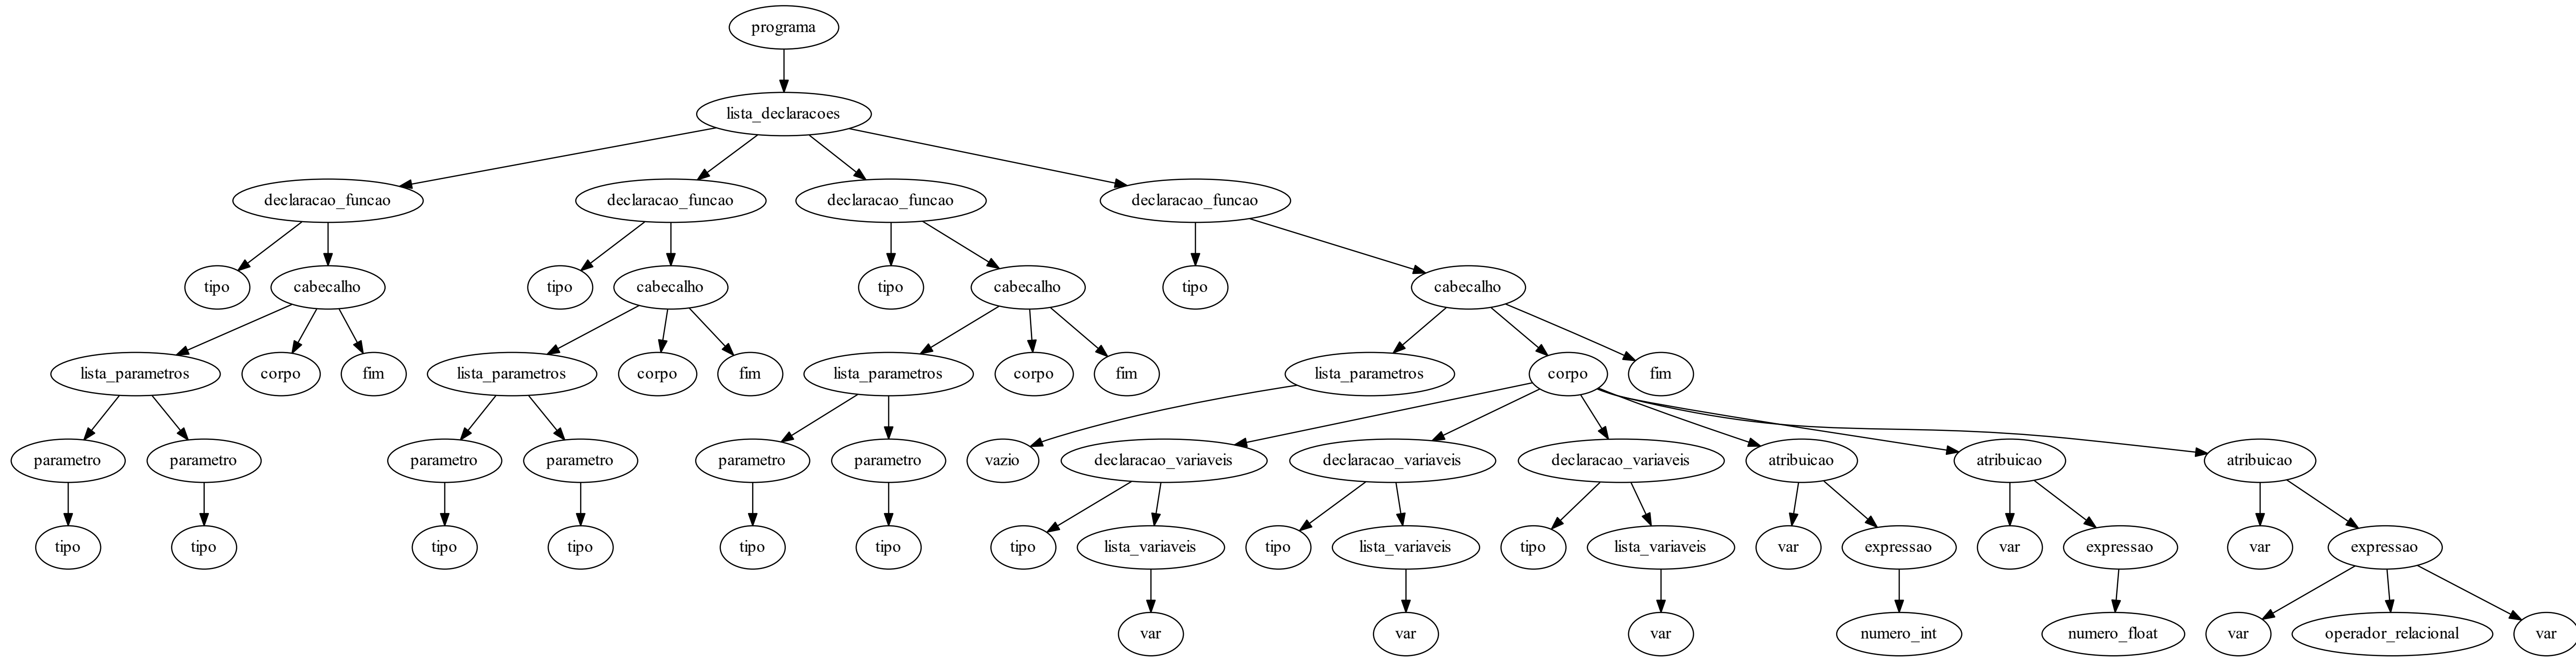 programa
lista_declaracoes
declaracao_funcao
declaracao_funcao
declaracao_funcao
declaracao_funcao
tipo
cabecalho
tipo
cabecalho
tipo
cabecalho
tipo
cabecalho
lista_parametros
corpo
fim
lista_parametros
corpo
fim
lista_parametros
corpo
fim
lista_parametros
corpo
fim
parametro
parametro
parametro
parametro
parametro
parametro
vazio
declaracao_variaveis
declaracao_variaveis
declaracao_variaveis
atribuicao
atribuicao
atribuicao
tipo
tipo
tipo
tipo
tipo
tipo
tipo
lista_variaveis
tipo
lista_variaveis
tipo
lista_variaveis
var
expressao
var
expressao
var
expressao
var
var
var
numero_int
numero_float
var
operador_relacional
var